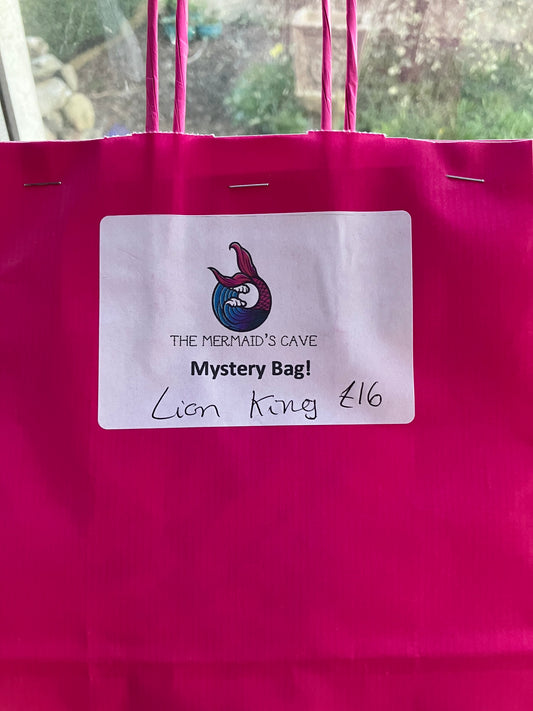 THE MERMAID'S CAVE
Mystery Bag!
Lion King £16